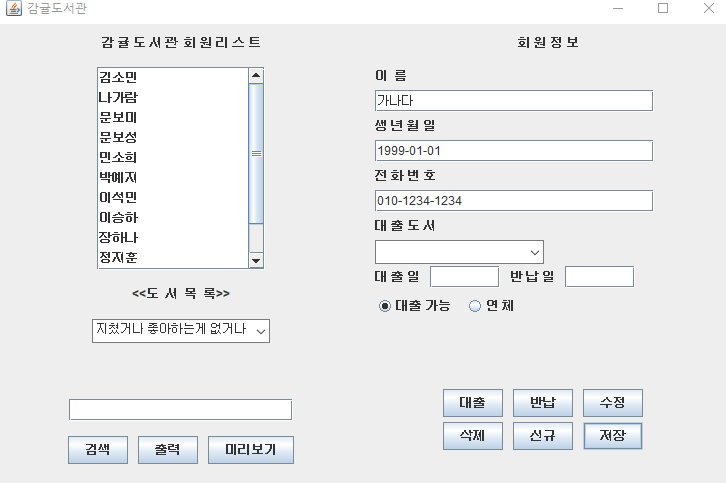 감귤도서관
감귤도서관 회원리스트
김소민
나가람
문보미
문보성
민소희
박예지
이석민
이승하
장하나
정지훈
<<도 서 목 록>>
지쳤거나 좋아하는게 없거나
검색 출력 미리보기
회원정보
이 름
가나다
생년월일
1999-01-01
전화번호
010-1234-1234
대출도서
대출일 반납일
대출 가능 연체
대출 반납 수정
삭제 신규 저장